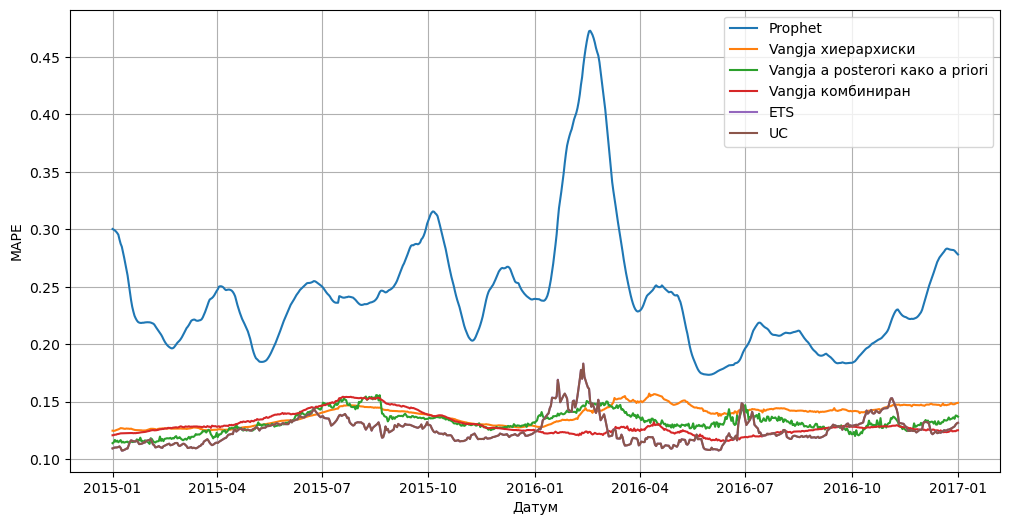 Prophet
Vangja хиерархиски
Vangja a posterori како a priori
Vangja комбиниран
ETS
UC
MAPE
0.45
0.40
0.35
0.30
0.25
0.20
0.15
0.10
2015-01 2015-04 2015-07 2015-10 2016-01 2016-04 2016-07 2016-10 2017-01
Датум